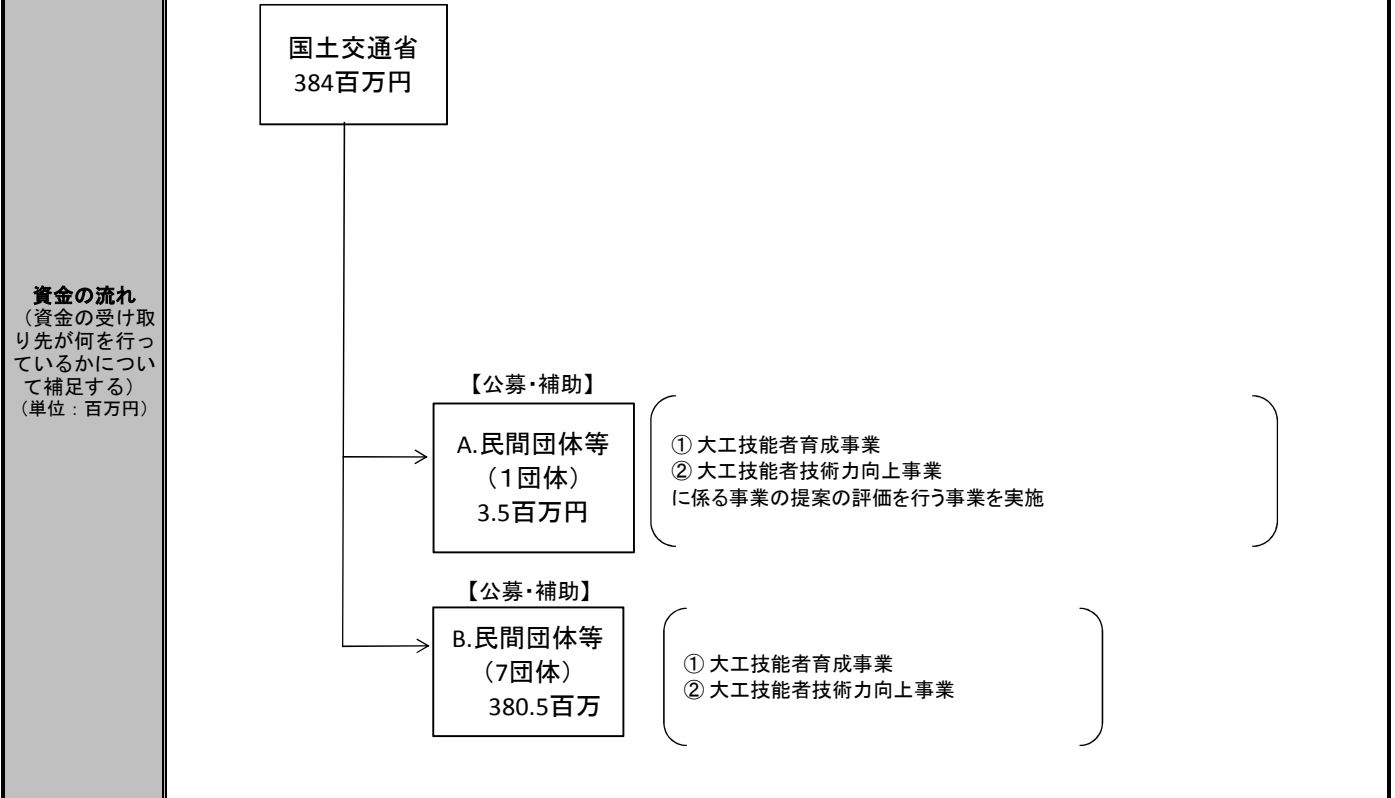 国土交通省
384百万円
資金の流れ
（資金の受け取
り先が何を行っ
ているかについ
て補足する）
（単位：百万円）
【公募・補助】
A.民間団体等
（１団体）
3.5百万円
① 大工技能者育成事業
② 大工技能者技術力向上事業
に係る事業の提案の評価を行う事業を実施
【公募・補助】
B.民間団体等
（7団体）
380.5百万
① 大工技能者育成事業
② 大工技能者技術力向上事業